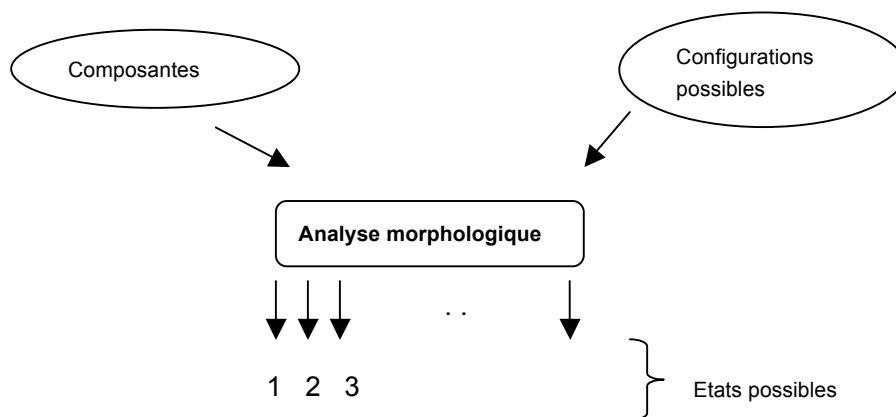 Composantes
Configurations
possibles
Analyse morphologique
. .
1 2 3
Etats possibles